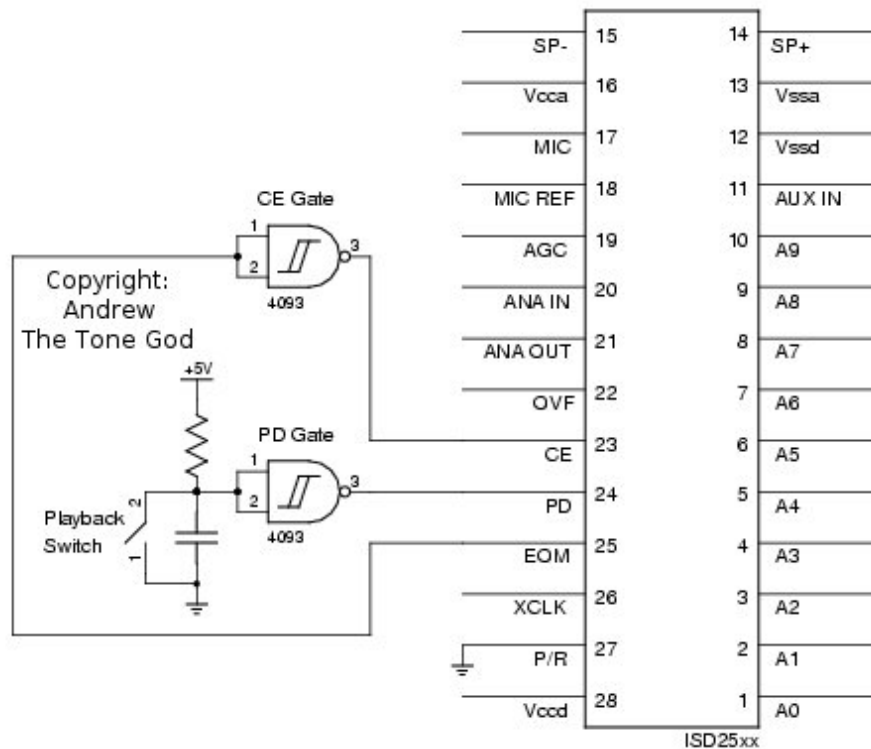 15
14
SP-
SP+
16
13
Vcca
Vssa
17
12
MIC
Vssd
18
11
MIC REF
AUX IN
CE Gate
1
3
2
4093
19
10
AGC
A9
Copyright:
Andrew
The Tone God
20
9
ANA IN
A8
21
8
ANA OUT
A7
+5V
22
7
OVF
A6
PD Gate
1
3
2
4093
23
6
CE
A5
24
5
PD
A4
2
Playback
Switch
1
25
4
EOM
A3
26
3
XCLK
A2
27
2
P/R
A1
28
1
Vccd
A0
ISD25xx